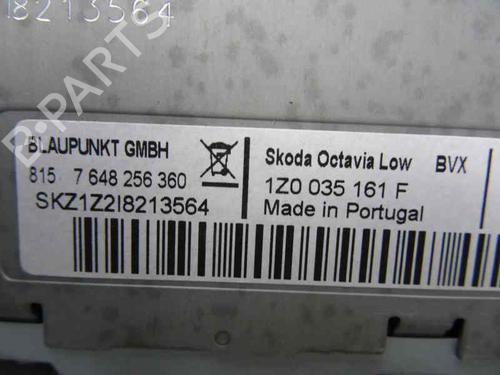 8213564
BLAUPUNKT GMBH
815 7 648 256 360
SKZ1Z2I8213564
Skoda Octavia Low BVX
1Z0 035 161 F
Made in Portugal
B-PARTS